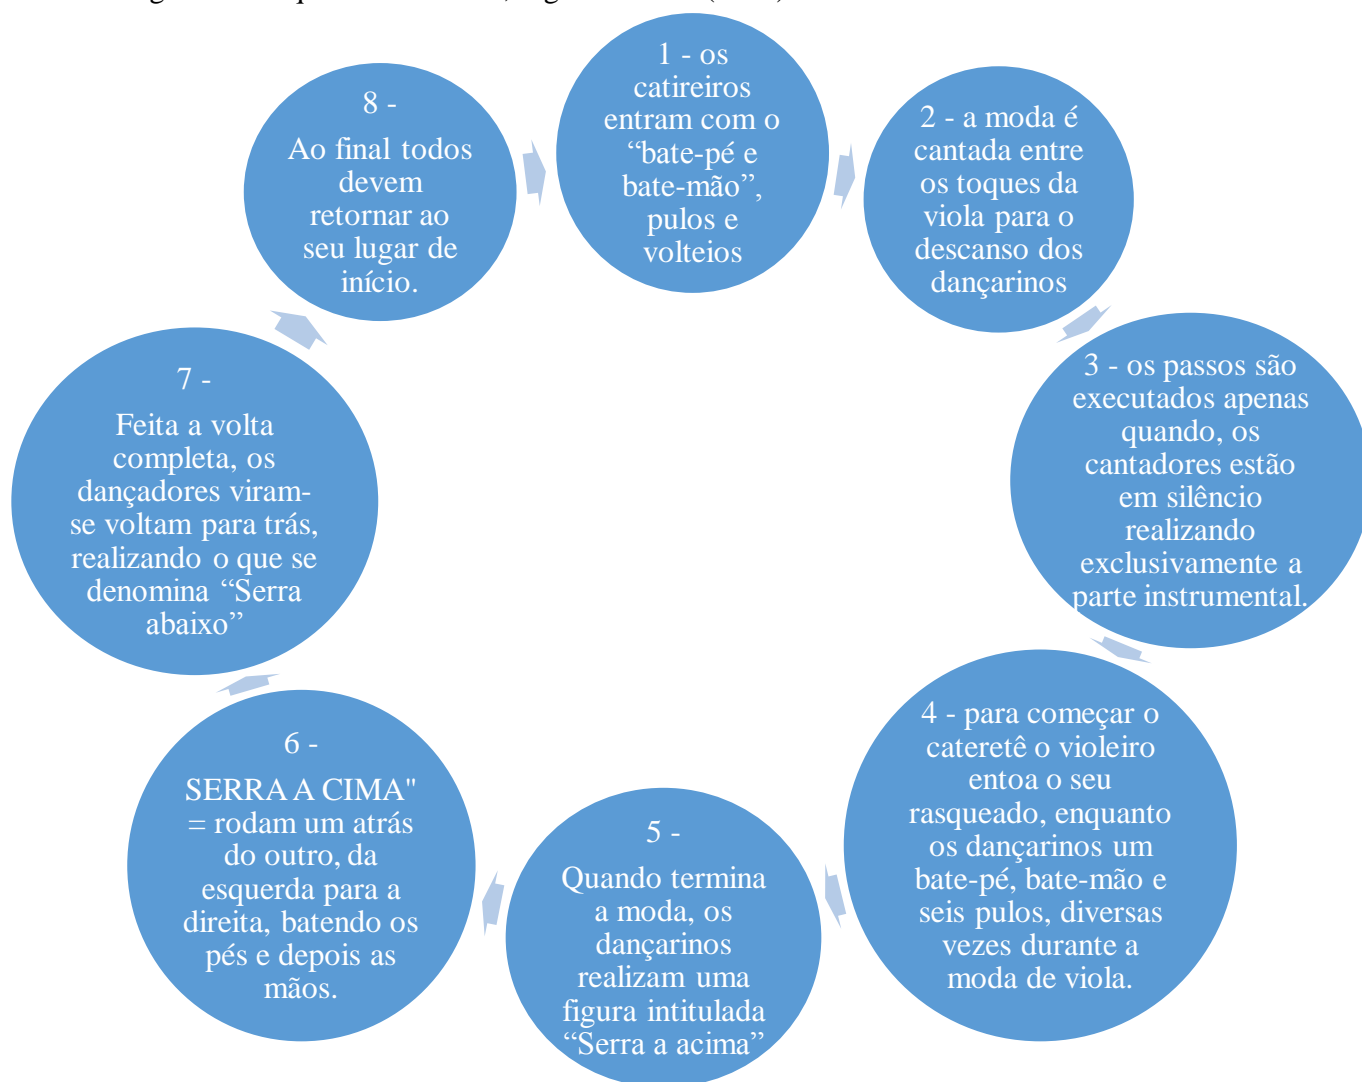 1 - os
catireiros
entram com o
“bate-pé e
bate-mão”,
pulos e
volteios
2 - a moda é
cantada entre
os toques da
viola para o
descanso dos
dançarinos
3 - os passos são
executados apenas
quando, os
cantadores estão
em silêncio
realizando
exclusivamente a
parte instrumental.
4 - para começar o
cateretê o violeiro
entoa o seu
rasqueado, enquanto
os dançarinos um
bate-pé, bate-mão e
seis pulos, diversas
vezes durante a
moda de viola.
5 -
Quando termina
a moda, os
dançarinos
realizam uma
figura intitulada
“Serra a acima”
6 -
SERRA A CIMA"
= rodam um atrás
do outro, da
esquerda para a
direita, batendo os
pés e depois as
mãos.
7 -
Feita a volta
completa, os
dançadores viram-
se voltam para trás,
realizando o que se
denomina “Serra
abaixo”
8 -
Ao final todos
devem
retornar ao
seu lugar de
início.